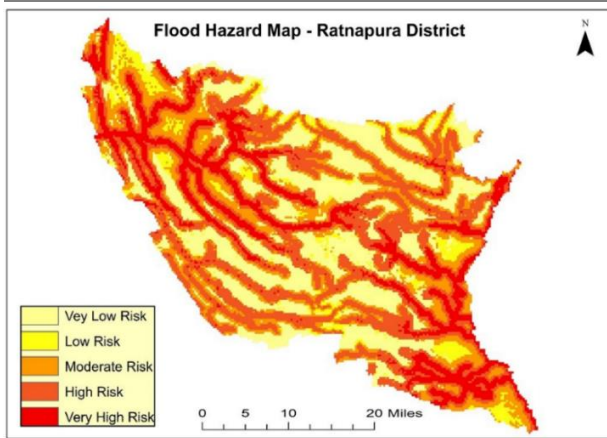 Flood Hazard Map - Ratnapura District
N
Vey Low Risk
Low Risk
Moderate Risk
High Risk
Very High Risk
0 5 10 20 Miles